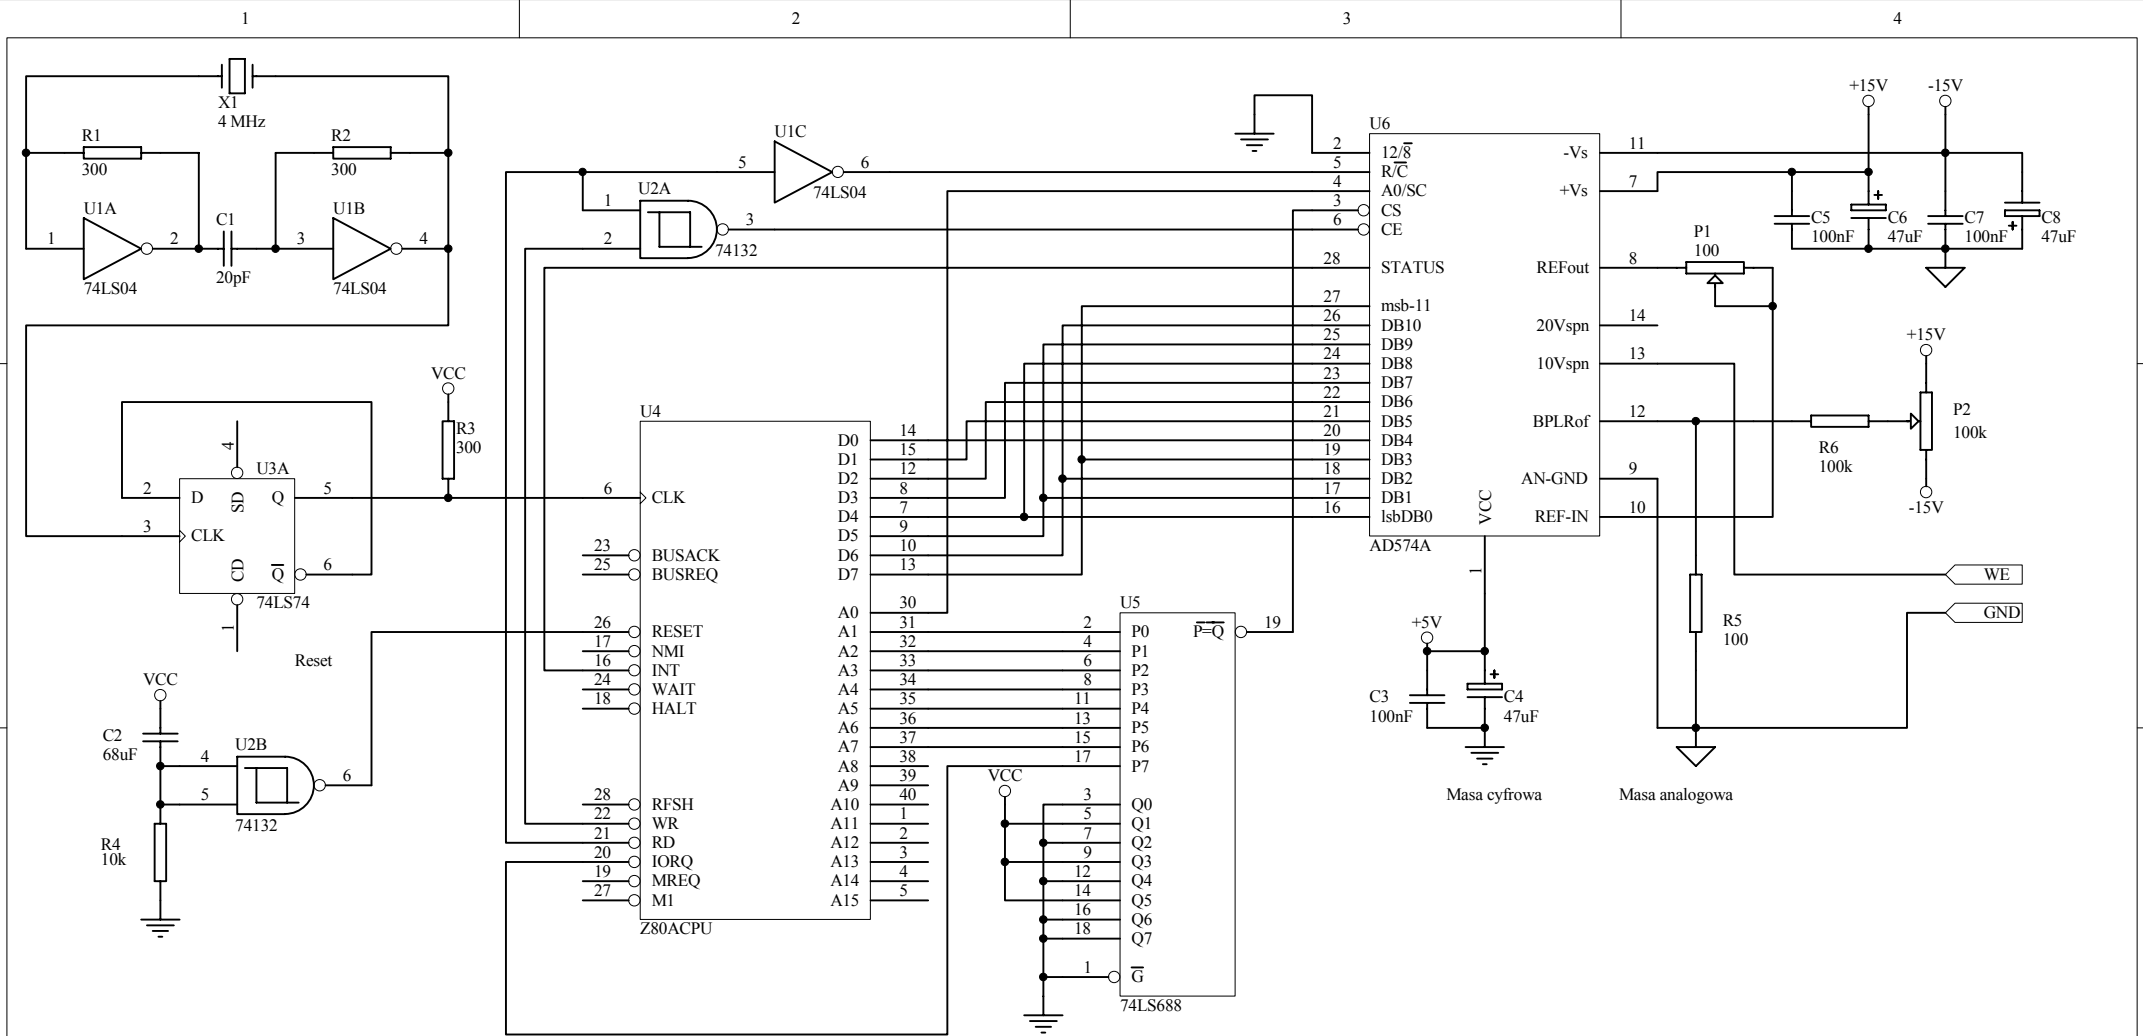 1 2 3 4
X1
4 MHz
R1
300
R2
300
U1A
1 2
74LS04
C1
20pF
U1B
3 4
74LS04
VCC
R3
300
U3A
4
2 D SD Q 5
3 CLK
CD Q 6
74LS74
1
Reset
VCC
C2
68uF
U2B
4
5
6
74132
R4
10k
U1C
5 6
74LS04
U2A
1
2
3
74132
U4
6 CLK
23 BUSACK
25 BUSREQ
26 RESET
17 NMI
16 INT
24 WAIT
18 HALT
28 RFSH
22 WR
21 RD
20 IORQ
19 MREQ
27 M1
D0 14
D1 15
D2 12
D3 8
D4 7
D5 9
D6 10
D7 13
A0 30
A1 31
A2 32
A3 33
A4 34
A5 35
A6 36
A7 37
A8 38
A9 39
A10 40
A11 1
A12 2
A13 3
A14 4
A15 5
Z80ACPU
U5
2 P0 P=Q 19
4 P1
6 P2
8 P3
11 P4
13 P5
15 P6
17 P7
VCC
3 Q0
5 Q1
7 Q2
9 Q3
12 Q4
14 Q5
16 Q6
18 Q7
1 G
74LS688
U6
2 12/8
5 R/C
4 A0/SC
3 CS
6 CE
28 STATUS
27 msb-11
26 DB10
25 DB9
24 DB8
23 DB7
22 DB6
21 DB5
20 DB4
19 DB3
18 DB2
17 DB1
16 lsbDB0
VCC
1
-Vs 11
+Vs 7
REFout 8
20Vspn 14
10Vspn 13
BPLRof 12
AN-GND 9
REF-IN 10
AD574A
+5V
C3
100nF
+
C4
47uF
Masa cyfrowa
Masa analogowa
+15V -15V
C5
100nF
+
C6
47uF
C7
100nF
+
C8
47uF
P1
100
+15V
P2
100k
-15V
R6
100k
R5
100
WE
GND